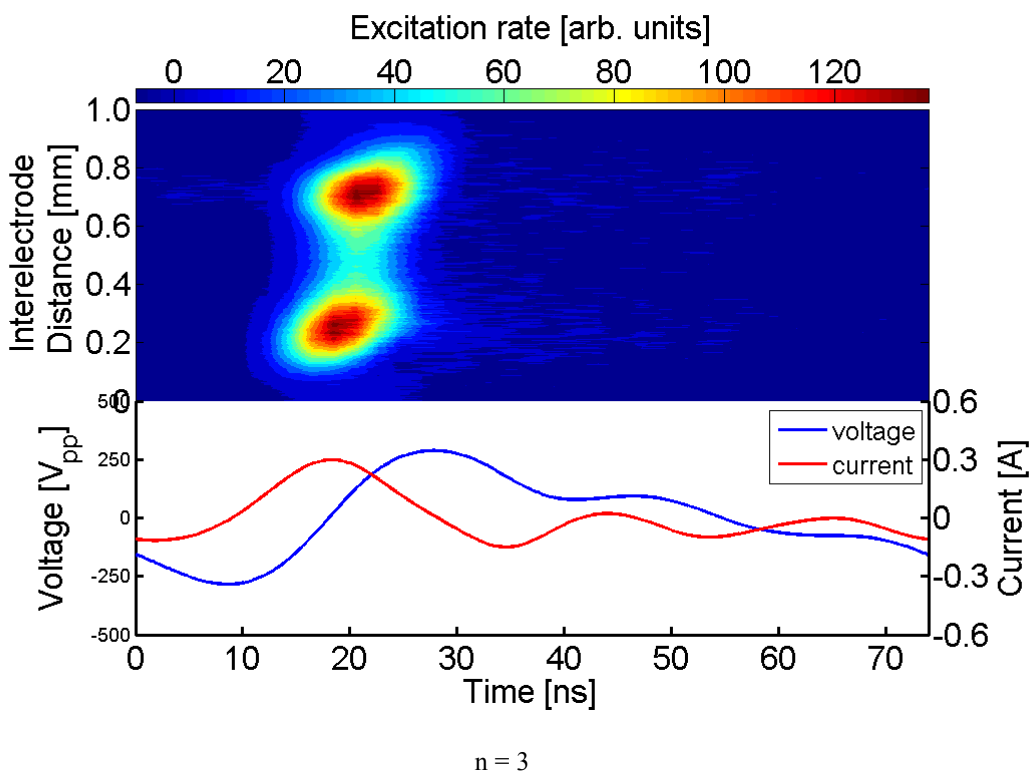 Excitation rate [arb. units]
0 20 40 60 80 100 120
Interelectrode
Distance [mm]
1.0
0.8
0.6
0.4
0.2
0
Voltage [Vpp]
500
250
0
-250
-500
voltage
current
0.6
0.3
0
-0.3
-0.6
Current [A]
0 10 20 30 40 50 60 70
Time [ns]
n = 3